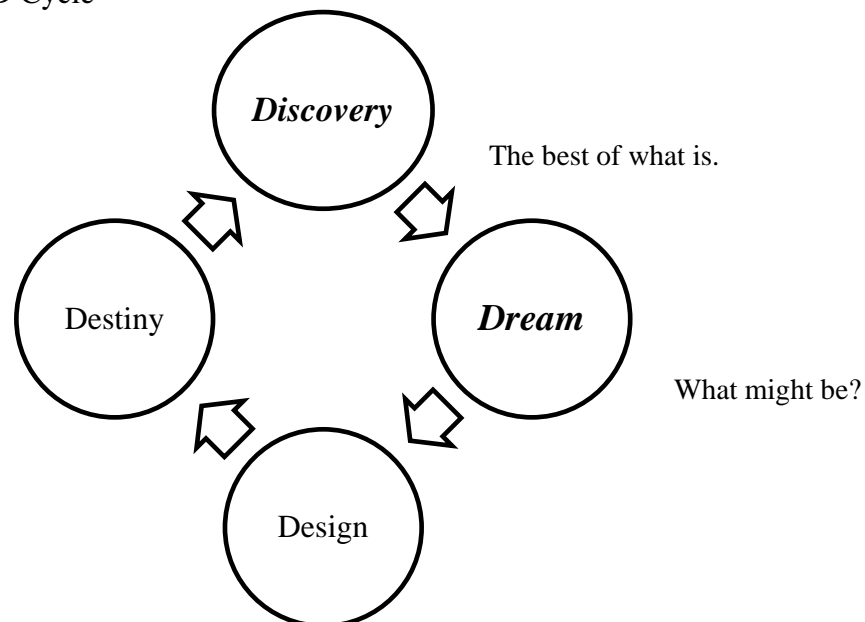 Cycle
Discovery
The best of what is.
Destiny
Dream
What might be?
Design